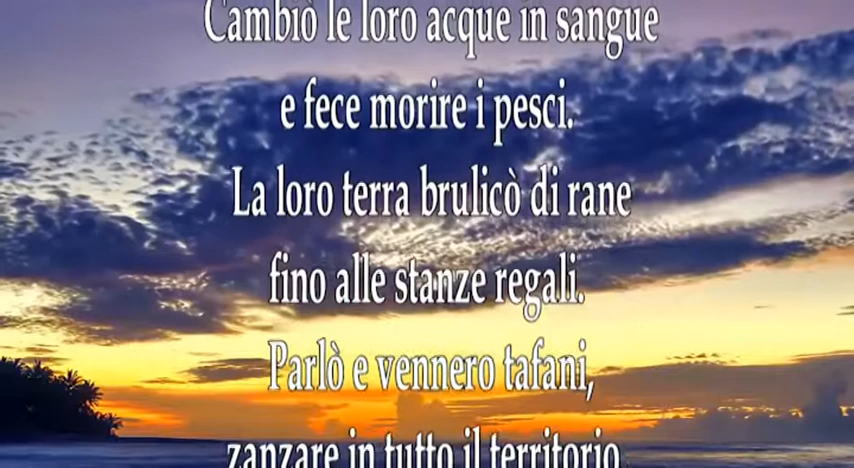 Cambiò le loro acque in sangue
e fece morire i pesci.
La loro terra brulicò di rane
fino alle stanze regali.
Parlò e vennero tafani,
zanzare in tutto il territorio